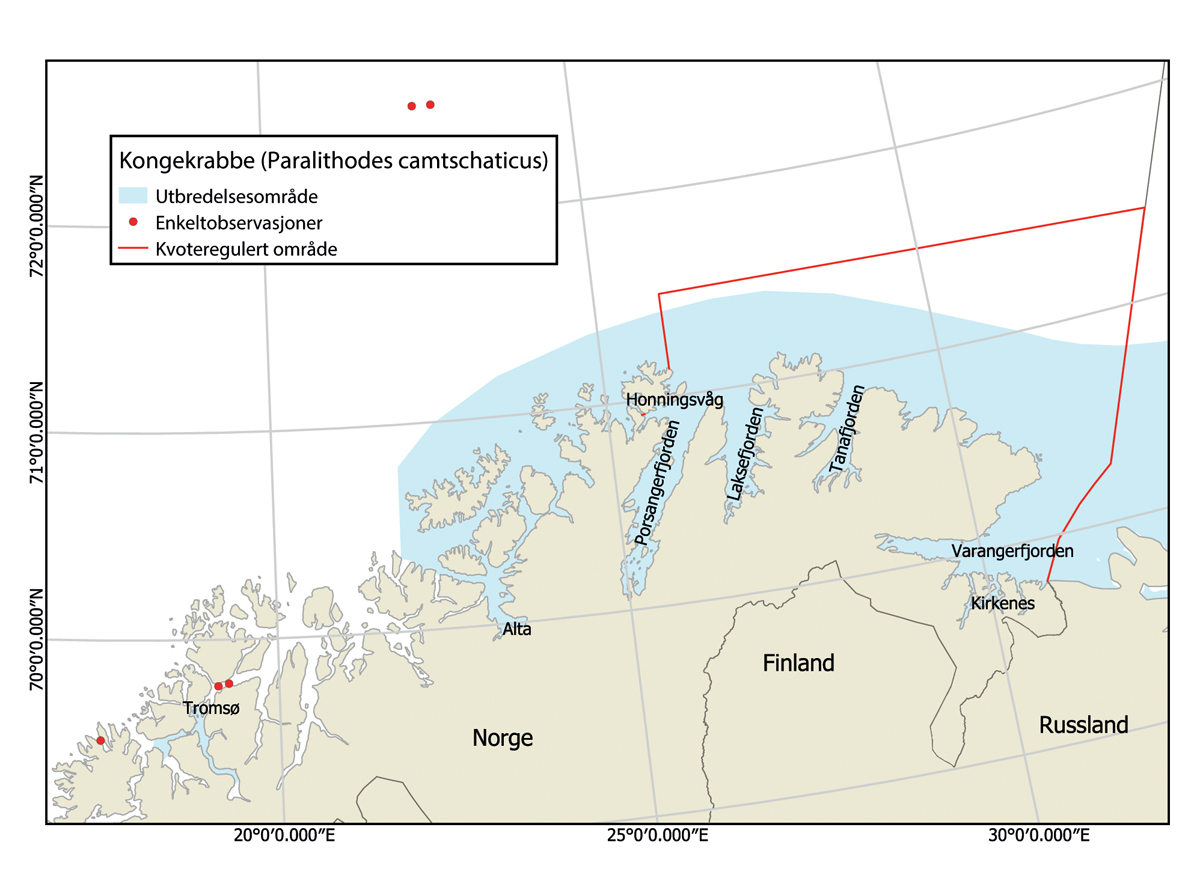 Kongekrabbe (Paralithodes camtschaticus)
Utbredelsesområde
Enkeltobservasjoner
Kvoteregulert område
72°0'0.000"N
71°0'0.000"N
70°0'0.000"N
Honningsvåg
Porsangerfjorden
Laksefjorden
Tanafjorden
Varangerfjorden
Kirkenes
Alta
Finland
Tromsø
Norge
Russland
20°0'0.000"E
25°0'0.000"E
30°0'0.000"E